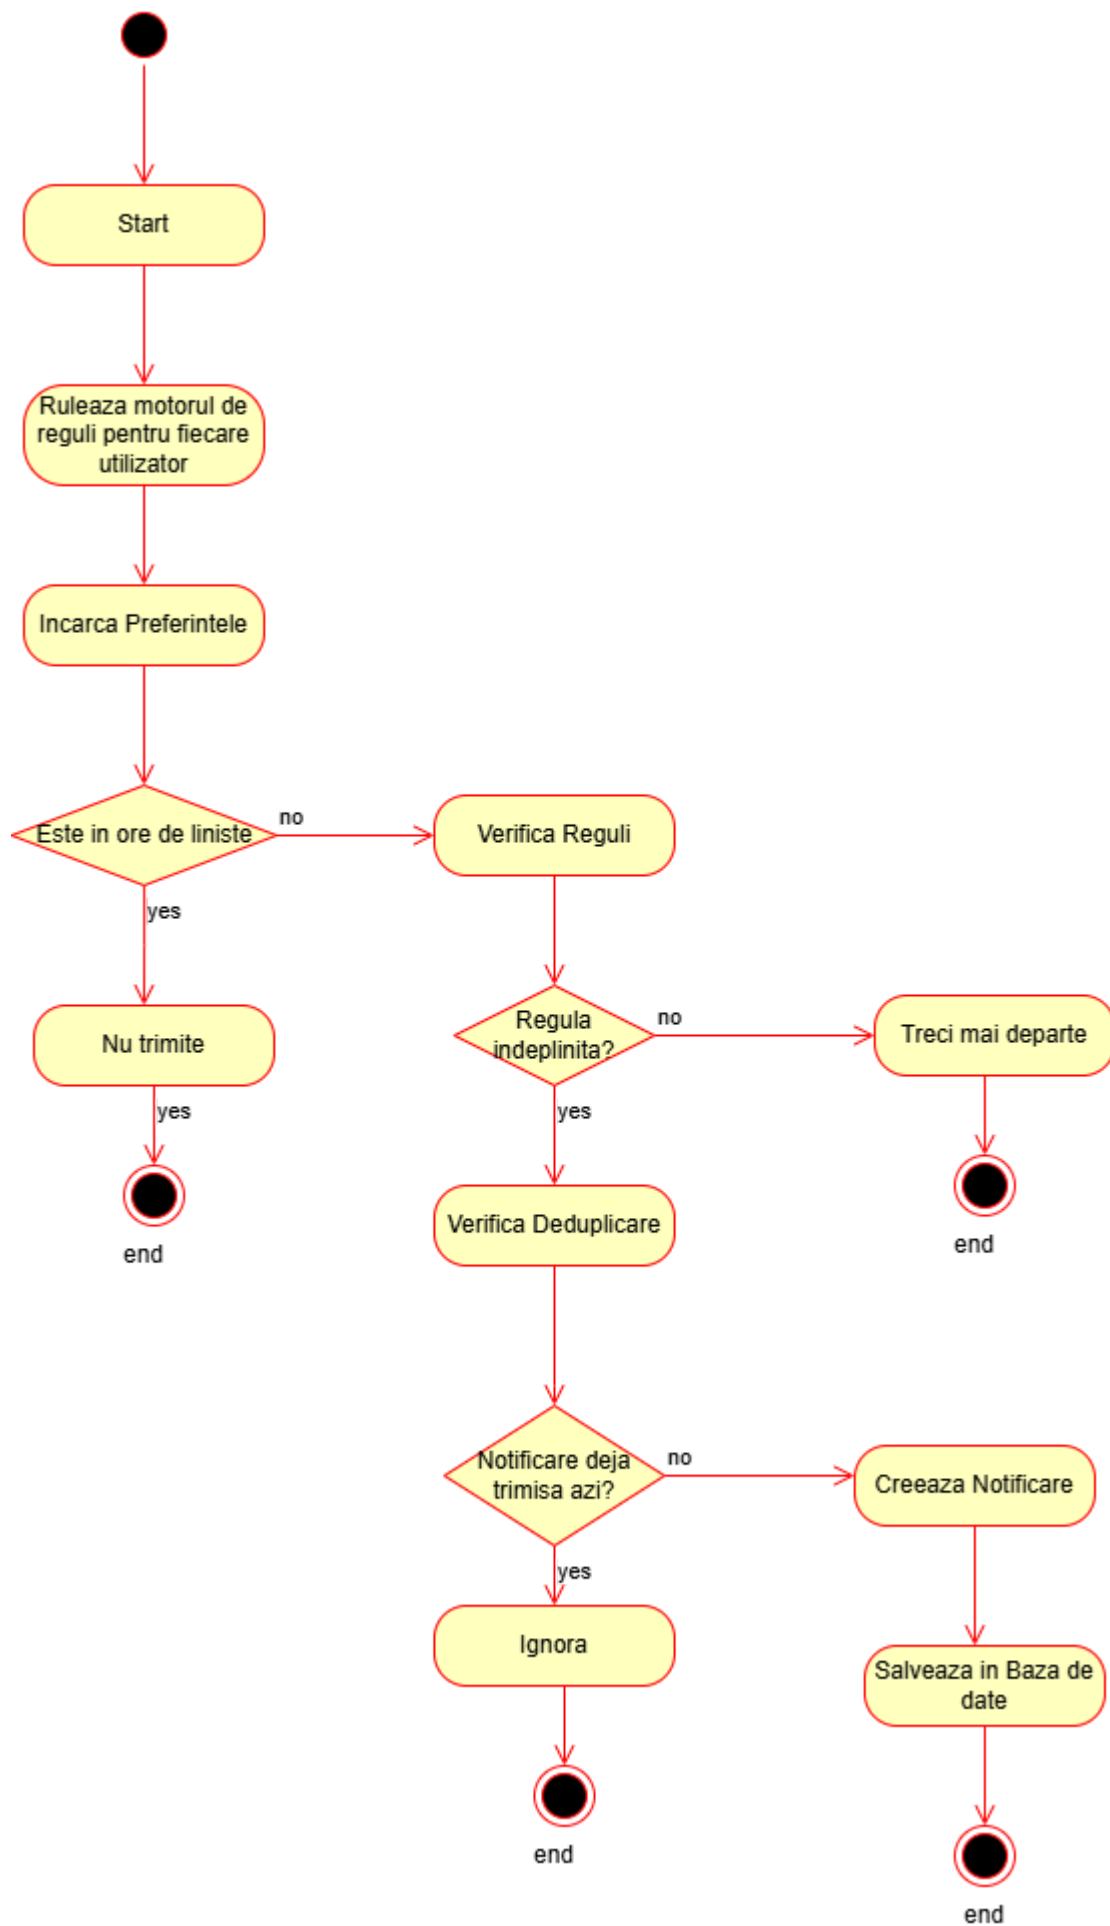 Start
Ruleaza motorul de
reguli pentru fiecare
utilizator
Incarca Preferintele
Este in ore de liniste
no
Verifica Reguli
yes
Nu trimite
yes
end
Regula
indeplinita?
no
Treci mai departe
end
yes
Verifica Deduplicare
Notificare deja
trimisa azi?
no
Creeaza Notificare
yes
Ignora
end
Salveaza in Baza de
date
end